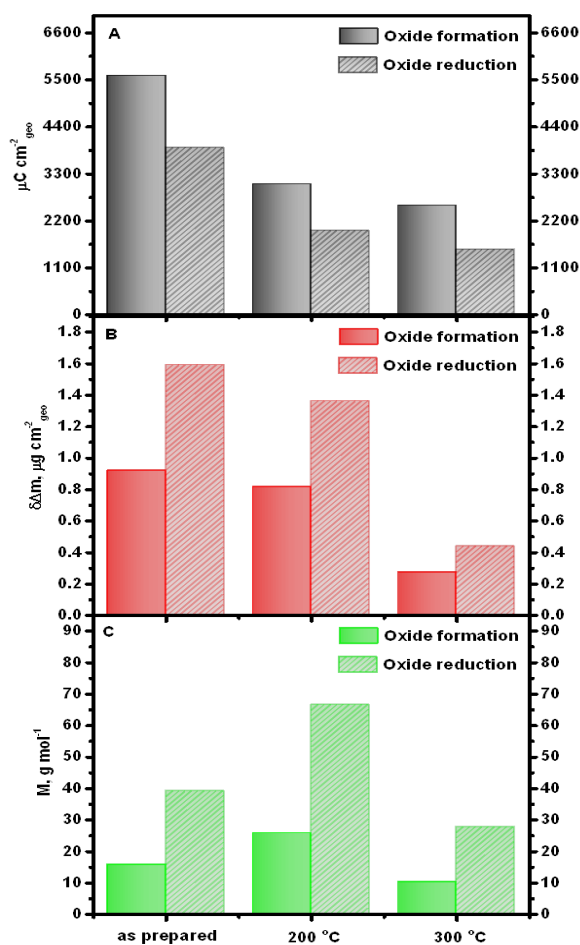 A
Oxide formation
Oxide reduction
6600 6600
5500 5500
4400 4400
3300 3300
2200 2200
1100 1100
0 0
μC cm⁻²geo
B
Oxide formation
Oxide reduction
1.8 1.8
1.6 1.6
1.4 1.4
1.2 1.2
1.0 1.0
0.8 0.8
0.6 0.6
0.4 0.4
0.2 0.2
0.0 0.0
δΔm, μg cm⁻²geo
C
Oxide formation
Oxide reduction
90 90
80 80
70 70
60 60
50 50
40 40
30 30
20 20
10 10
0 0
M, g mol⁻¹
as prepared 200 °C 300 °C